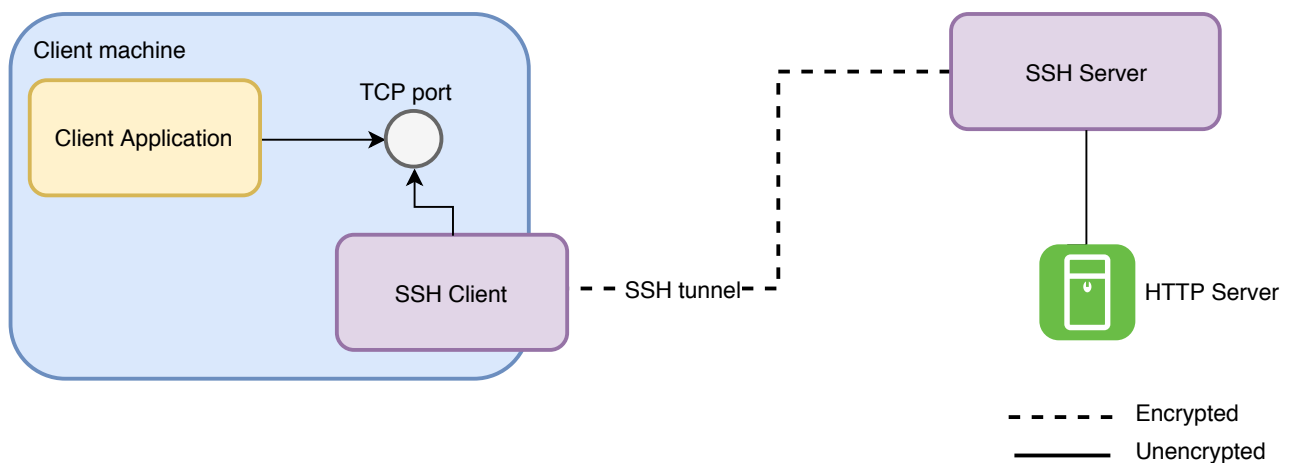 Client machine
TCP port
Client Application
SSH Client
SSH tunnel
SSH Server
HTTP Server
Encrypted
Unencrypted